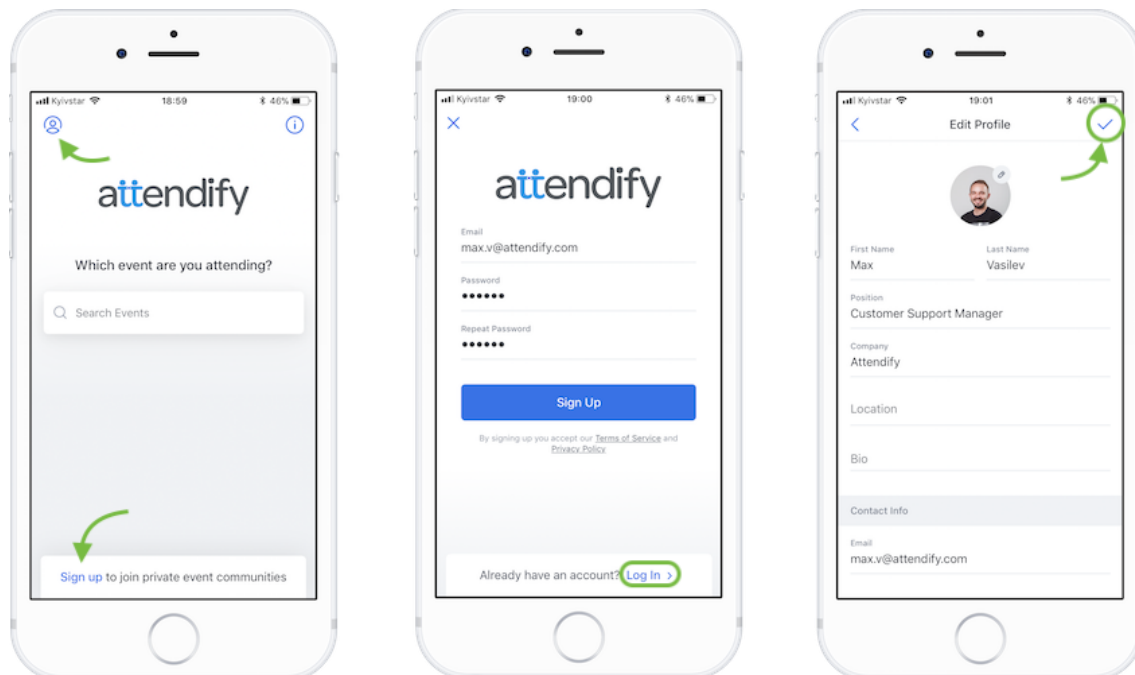 Kyivstar 18:59 46%
attendify
Which event are you attending?
Search Events
Sign up to join private event communities
Kyivstar 19:00 46%
attendify
Email
max.v@attendify.com
Password
••••••
Repeat Password
••••••
Sign Up
By signing up you accept our Terms of Service and
Privacy Policy
Already have an account? Log In >
Kyivstar 19:01 46%
Edit Profile
First Name Last Name
Max Vasilev
Position
Customer Support Manager
Company
Attendify
Location
Bio
Contact Info
Email
max.v@attendify.com